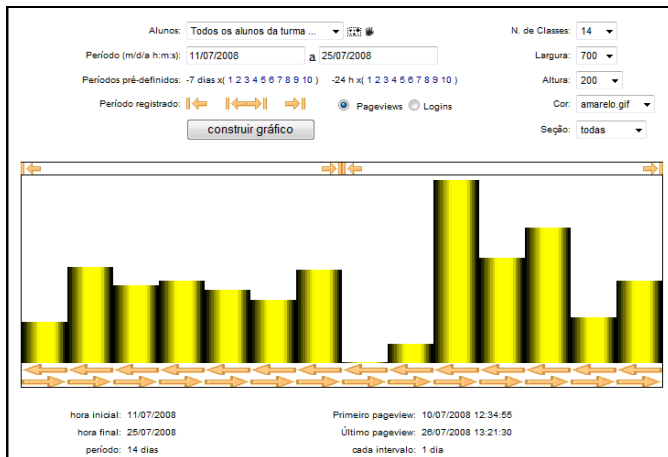 Alunos: Todos os alunos da turma ... N. de Classes: 14
Período (m/d/a h:m:s): 11/07/2008 a 25/07/2008 Largura: 700
Períodos pré-definidos: -7 dias x( 1 2 3 4 5 6 7 8 9 10 ) -24 h x( 1 2 3 4 5 6 7 8 9 10 ) Altura: 200
Período registrado: Pageviews Logins Cor: amarelo.gif
construir gráfico Seção: todas
hora inicial: 11/07/2008 Primeiro pageview: 10/07/2008 12:34:55
hora final: 25/07/2008 Último pageview: 26/07/2008 13:21:30
período: 14 dias cada intervalo: 1 dia